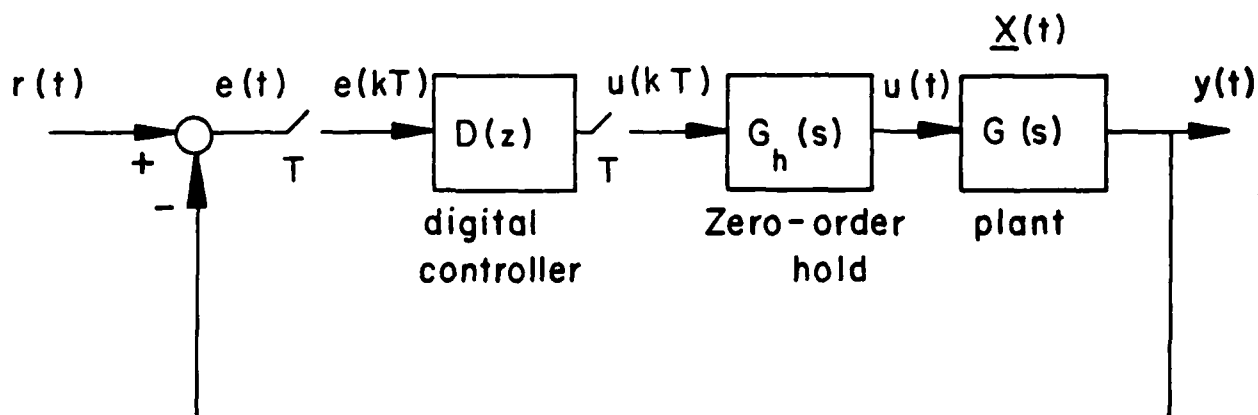 X(t)
r(t) e(t) e(kT) u(kT) u(t) y(t)
D(z) G_h(s) G(s)
+ T T
-
digital Zero-order plant
controller hold